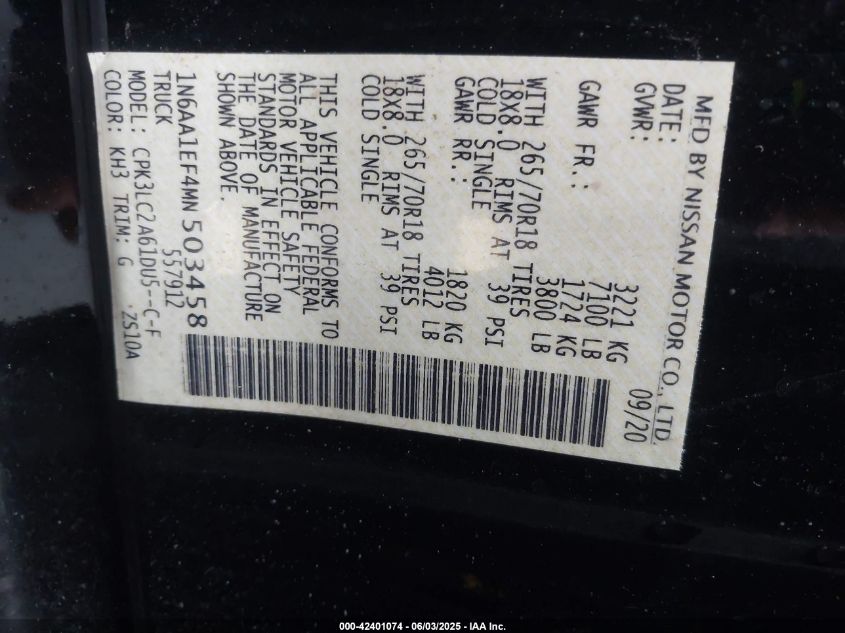 MFD BY NISSAN MOTOR CO., LTD.
DATE: 09/20
GVWR: 3221 KG
7100 LB
GAWR FR.: 1724 KG
3800 LB
WITH 265/70R18 TIRES
18X8.0 RIMS AT 39 PSI
COLD SINGLE
GAWR RR.: 1820 KG
4012 LB
WITH 265/70R18 TIRES
18X8.0 RIMS AT 39 PSI
COLD SINGLE
THIS VEHICLE CONFORMS TO
ALL APPLICABLE FEDERAL
MOTOR VEHICLE SAFETY
STANDARDS IN EFFECT ON
THE DATE OF MANUFACTURE
SHOWN ABOVE
1N6AA1EF4MN503458
TRUCK 557912
MODEL: CPK3LC2A61DU5--C-F
COLOR: KH3 TRIM: G ZS10A
000-42401074 - 06/03/2025 - IAA Inc.